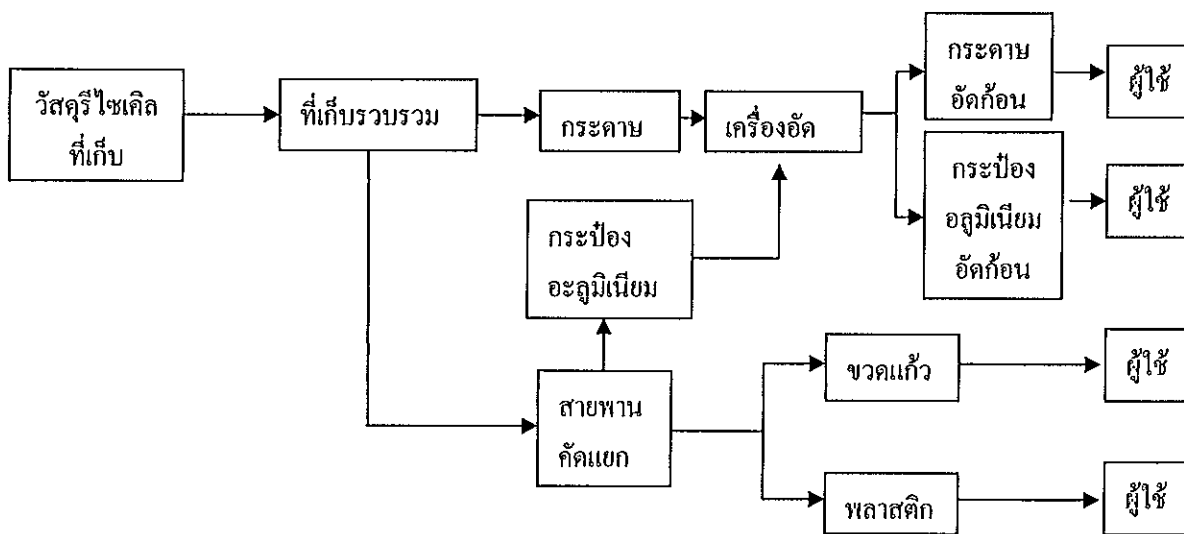 วัสดุรีไซเคิล
ที่เก็บ
ที่เก็บรวบรวม
กระดาษ
เครื่องอัด
กระดาษ
อัดก้อน
ผู้ใช้
กระป๋อง
อลูมิเนียม
อัดก้อน
ผู้ใช้
กระป๋อง
อะลูมิเนียม
สายพาน
คัดแยก
ขวดแก้ว
ผู้ใช้
พลาสติก
ผู้ใช้